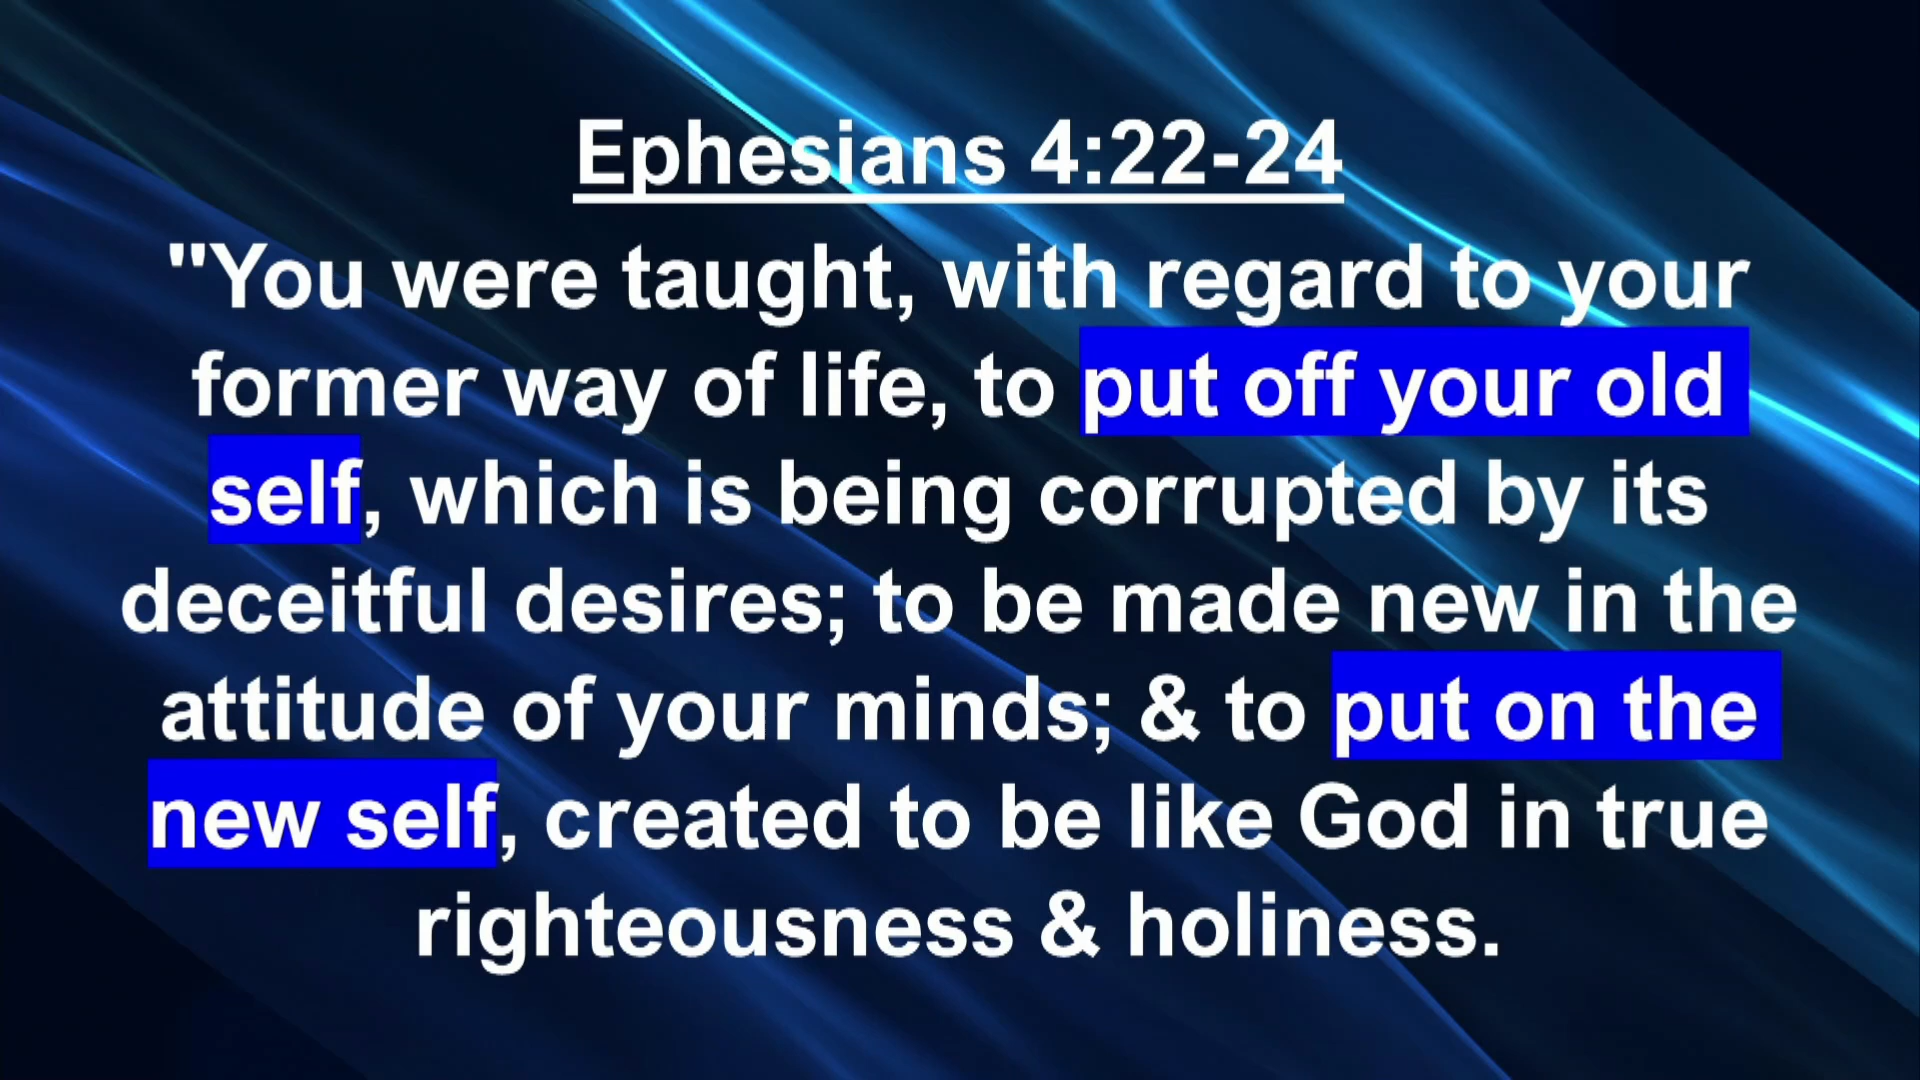 Ephesians 4:22-24
"You were taught, with regard to your
former way of life, to put off your old
self, which is being corrupted by its
deceitful desires; to be made new in the
attitude of your minds; & to put on the
new self, created to be like God in true
righteousness & holiness.